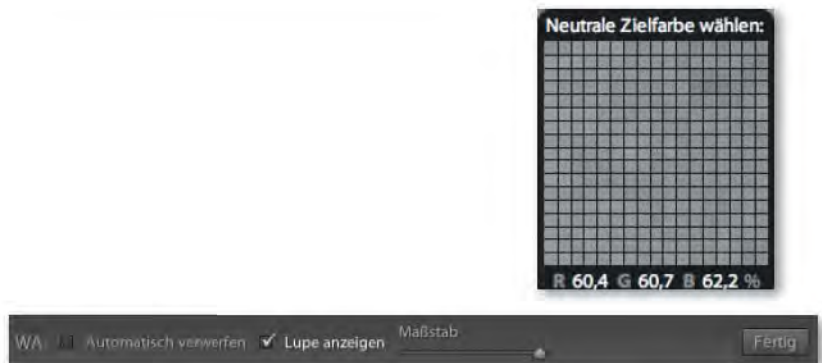 Neutrale Zielfarbe wählen:
R 60,4 G 60,7 B 62,2 %
WA: Automatisch verwerfen Lupe anzeigen Maßstab Fertig